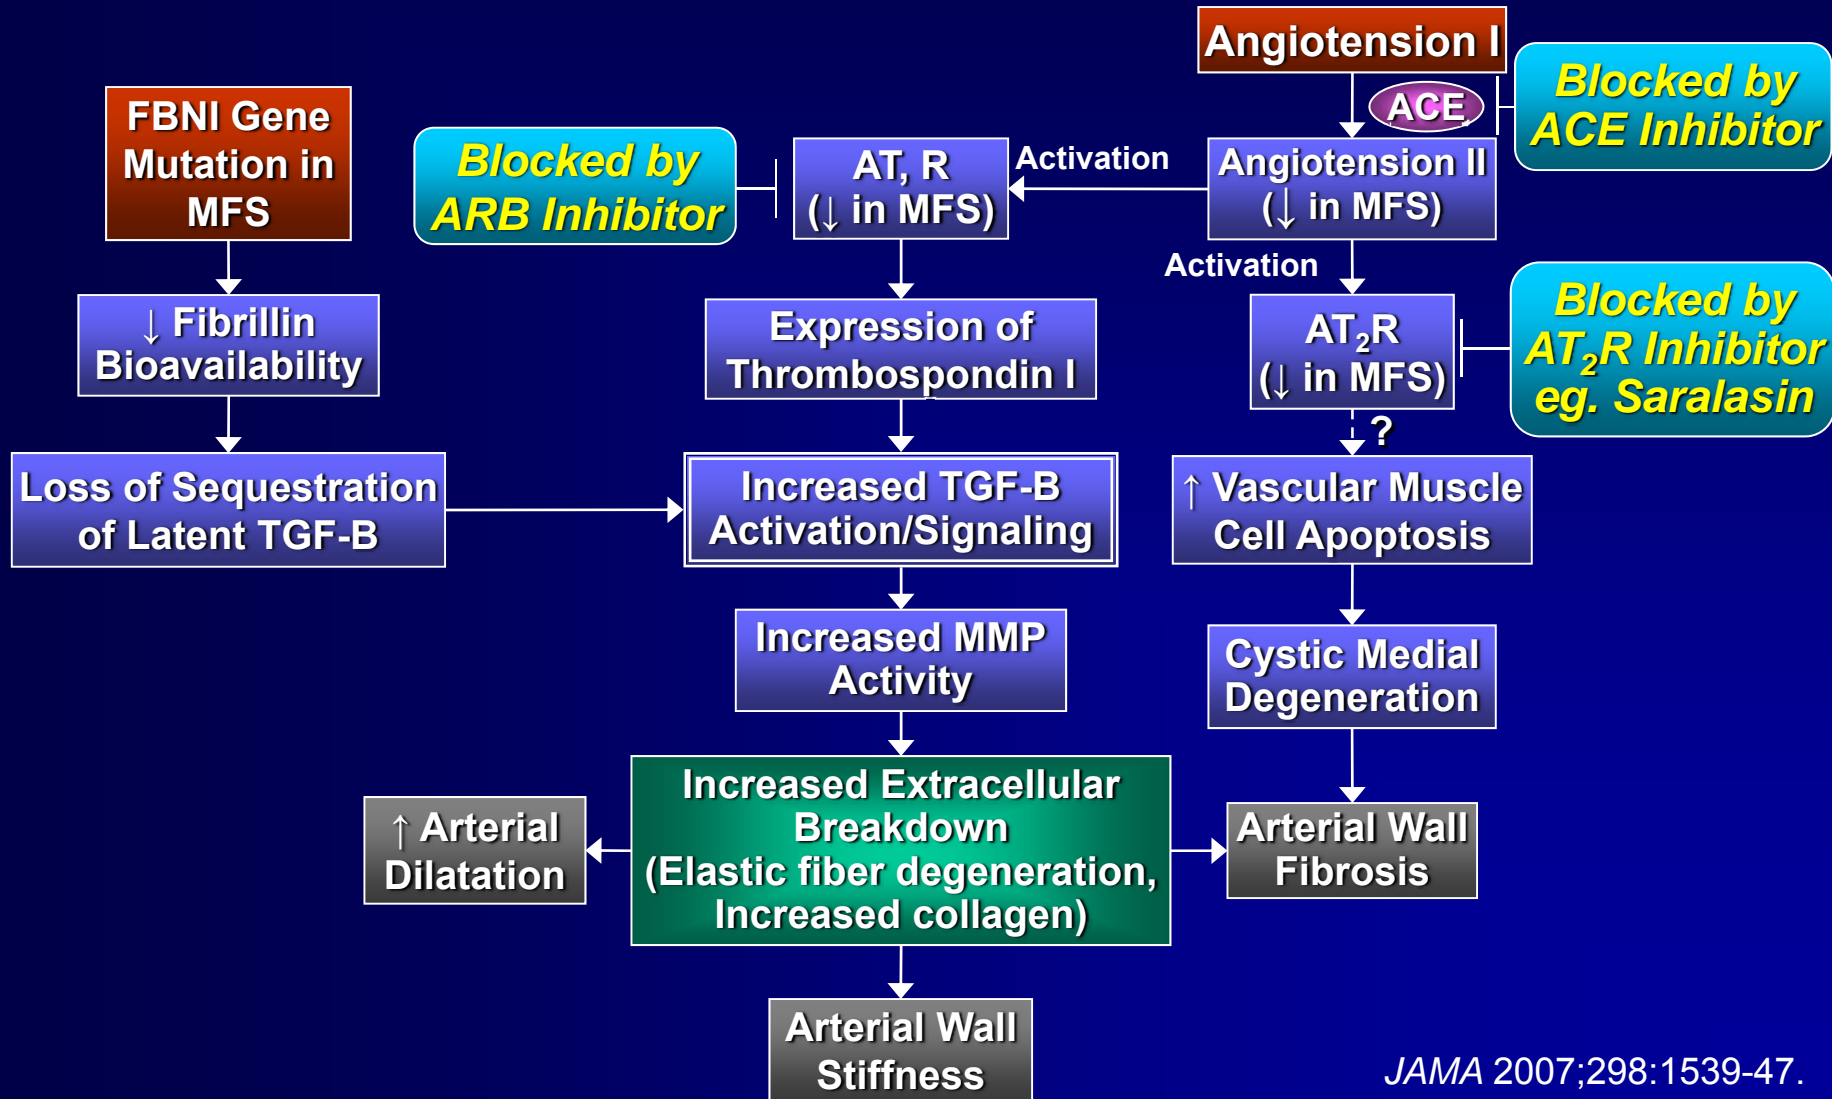 Angiotension I
ACE
Blocked by
ACE Inhibitor
FBNI Gene
Mutation in
MFS
Blocked by
ARB Inhibitor
AT, R
(↓ in MFS)
Activation
Angiotension II
(↓ in MFS)
Activation
↓ Fibrillin
Bioavailability
Expression of
Thrombospondin I
AT₂R
(↓ in MFS)
Blocked by
AT₂R Inhibitor
eg. Saralasin
?
Loss of Sequestration
of Latent TGF-B
Increased TGF-B
Activation/Signaling
↑ Vascular Muscle
Cell Apoptosis
Increased MMP
Activity
Cystic Medial
Degeneration
↑ Arterial
Dilatation
Increased Extracellular
Breakdown
(Elastic fiber degeneration,
Increased collagen)
Arterial Wall
Fibrosis
Arterial Wall
Stiffness
JAMA 2007;298:1539-47.